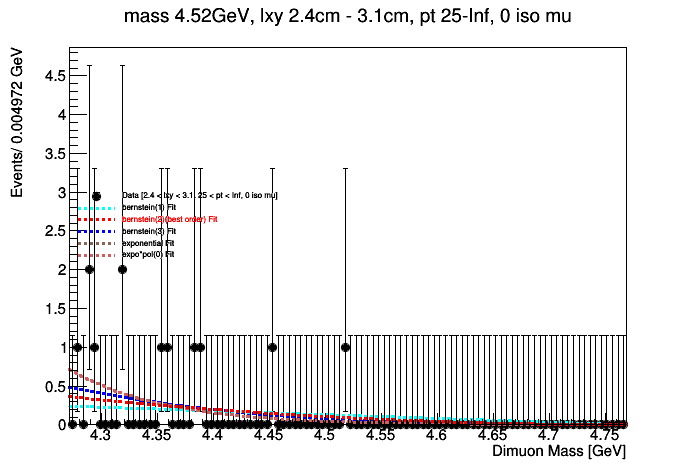 mass 4.52GeV, lxy 2.4cm - 3.1cm, pt 25-Inf, 0 iso mu
Events/ 0.004972 GeV
4.5
4
3.5
3
2.5
2
1.5
1
0.5
0
Data [2.4 < lxy < 3.1, 25 < pt < Inf, 0 iso mu]
bernstein(1) Fit
bernstein(2)(best order) Fit
bernstein(3) Fit
exponential Fit
expo*pol(0) Fit
4.3 4.35 4.4 4.45 4.5 4.55 4.6 4.65 4.7 4.75
Dimuon Mass [GeV]